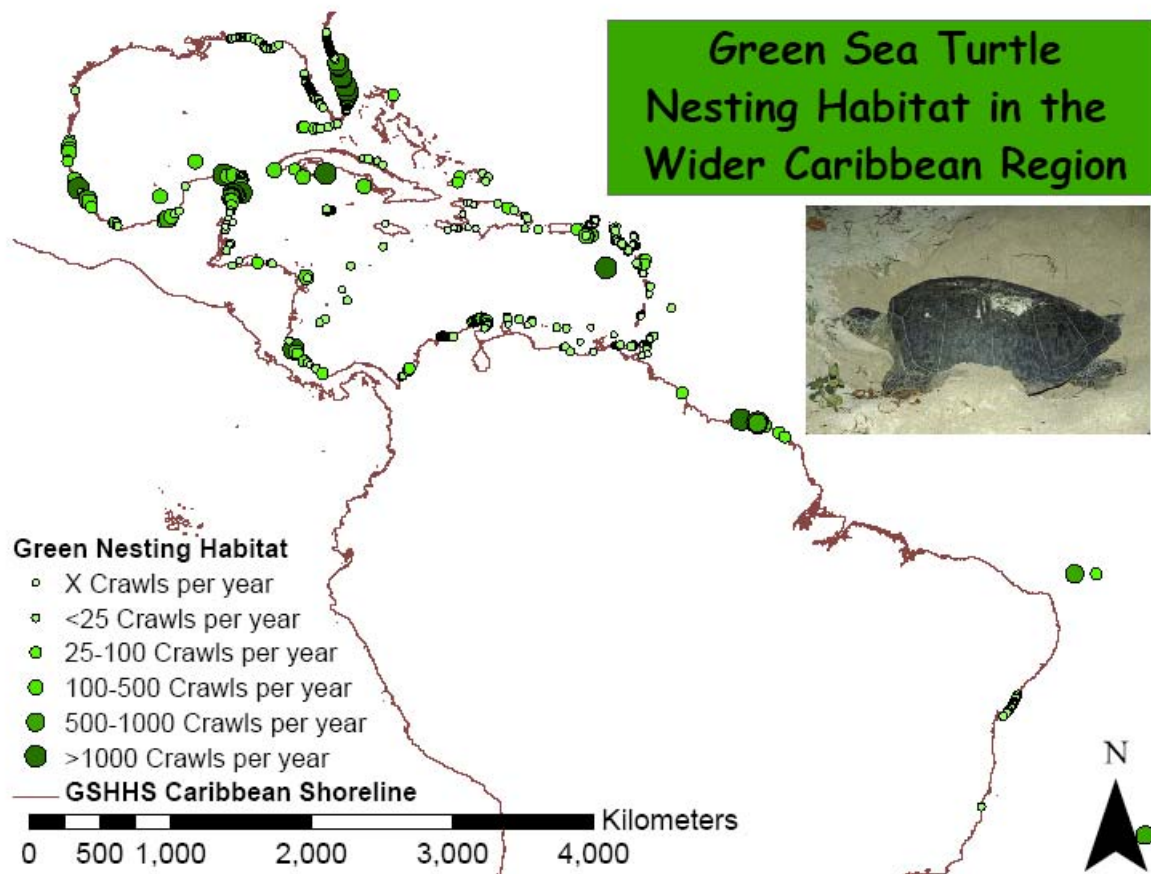 Green Sea Turtle
Nesting Habitat in the
Wider Caribbean Region
Green Nesting Habitat
X Crawls per year
<25 Crawls per year
25-100 Crawls per year
100-500 Crawls per year
500-1000 Crawls per year
>1000 Crawls per year
GSHHS Caribbean Shoreline
Kilometers
0 500 1,000 2,000 3,000 4,000
N